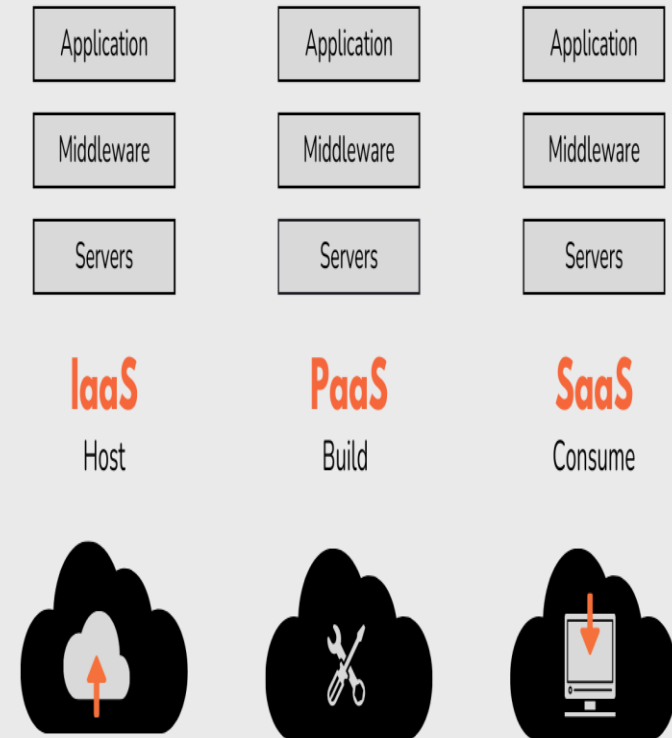 Application
Application
Application
Middleware
Middleware
Middleware
Servers
Servers
Servers
IaaS
PaaS
SaaS
Host
Build
Consume